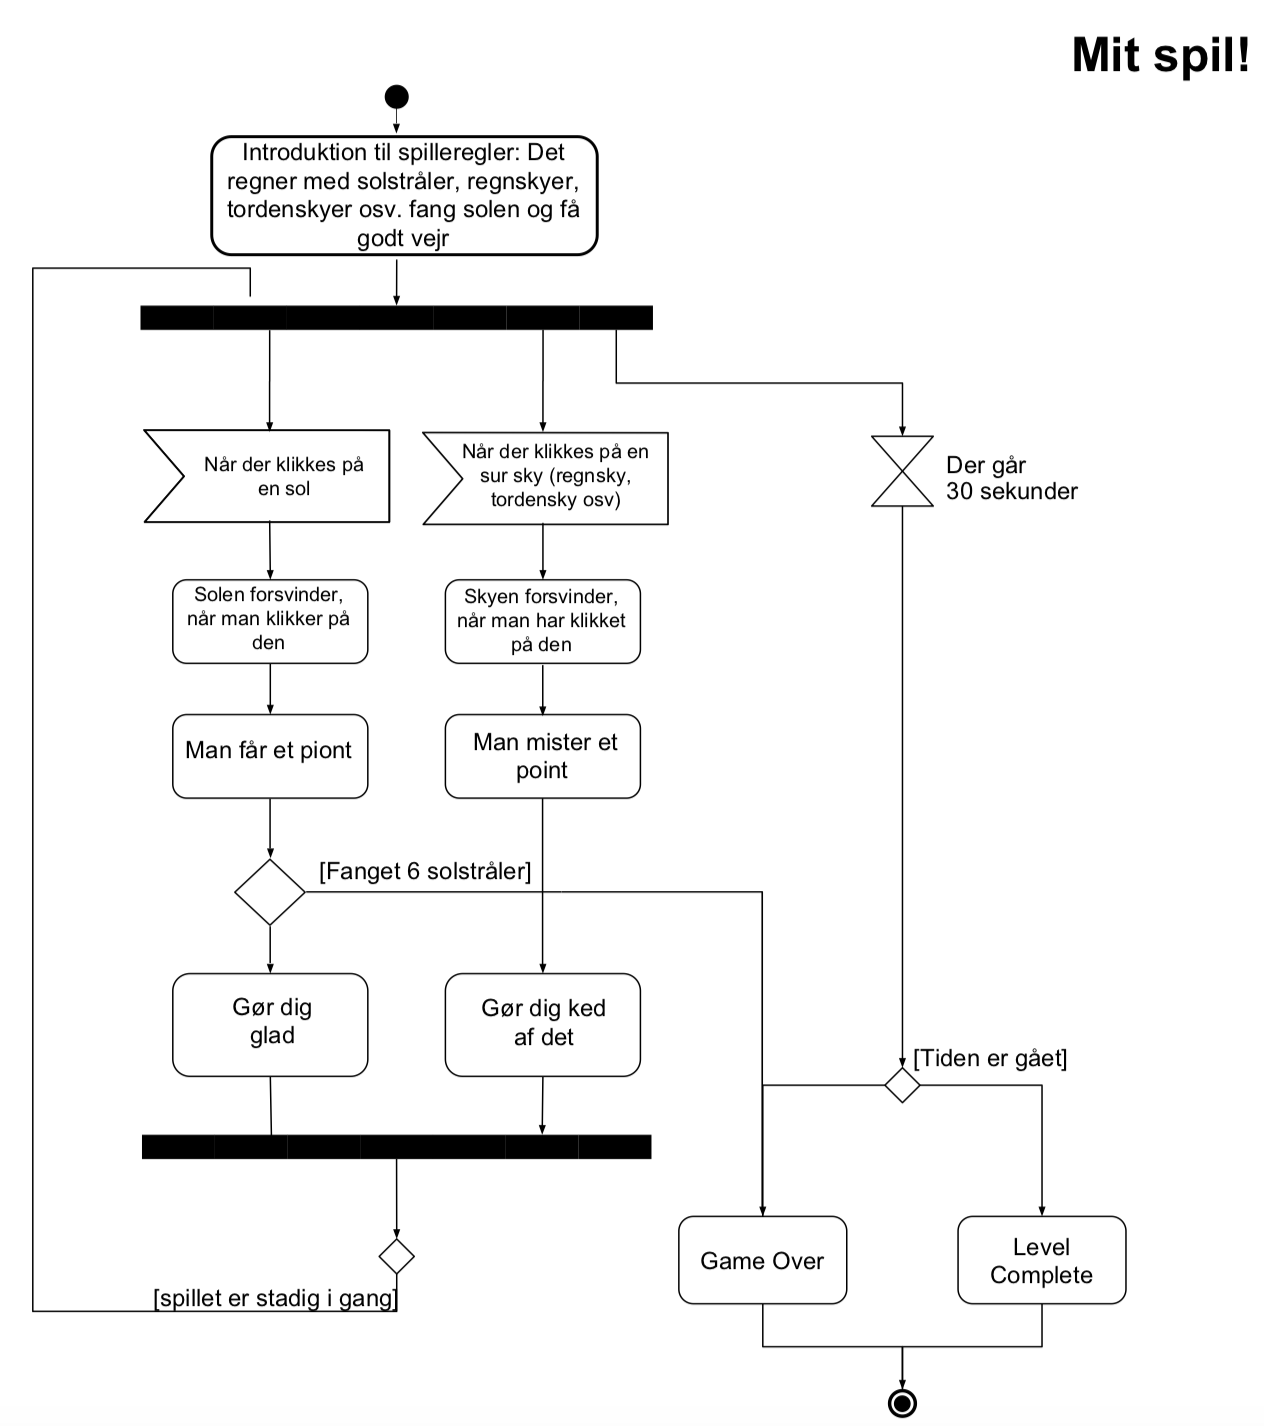 Mit spil!
Introduktion til spilleregler: Det
regner med solstråler, regnskyer,
tordenskyer osv. fang solen og få
godt vejr
Når der klikkes på
en sol
Når der klikkes på en
sur sky (regnsky,
tordensky osv)
Der går
30 sekunder
Solen forsvinder,
når man klikker på
den
Skyen forsvinder,
når man har klikket
på den
Man får et piont
Man mister et
point
[Fanget 6 solstråler]
Gør dig
glad
Gør dig ked
af det
[Tiden er gået]
Game Over
Level
Complete
[spillet er stadig i gang]